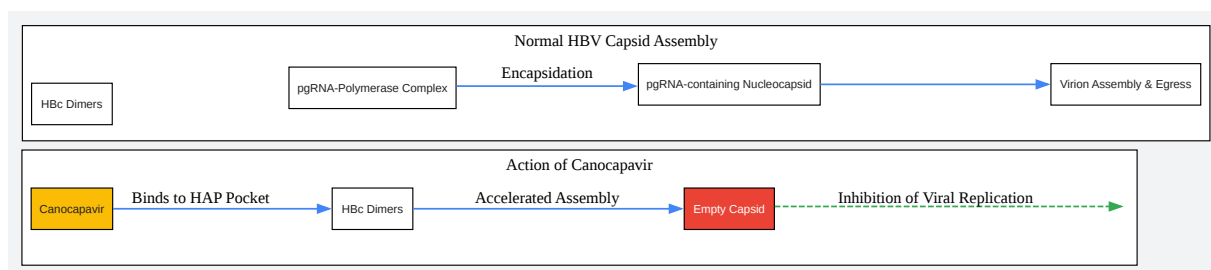 Normal HBV Capsid Assembly
HBc Dimers
pgRNA-Polymerase Complex
Encapsidation
pgRNA-containing Nucleocapsid
Virion Assembly & Egress
Action of Canocapavir
Canocapavir
Binds to HAP Pocket
HBc Dimers
Accelerated Assembly
Empty Capsid
Inhibition of Viral Replication